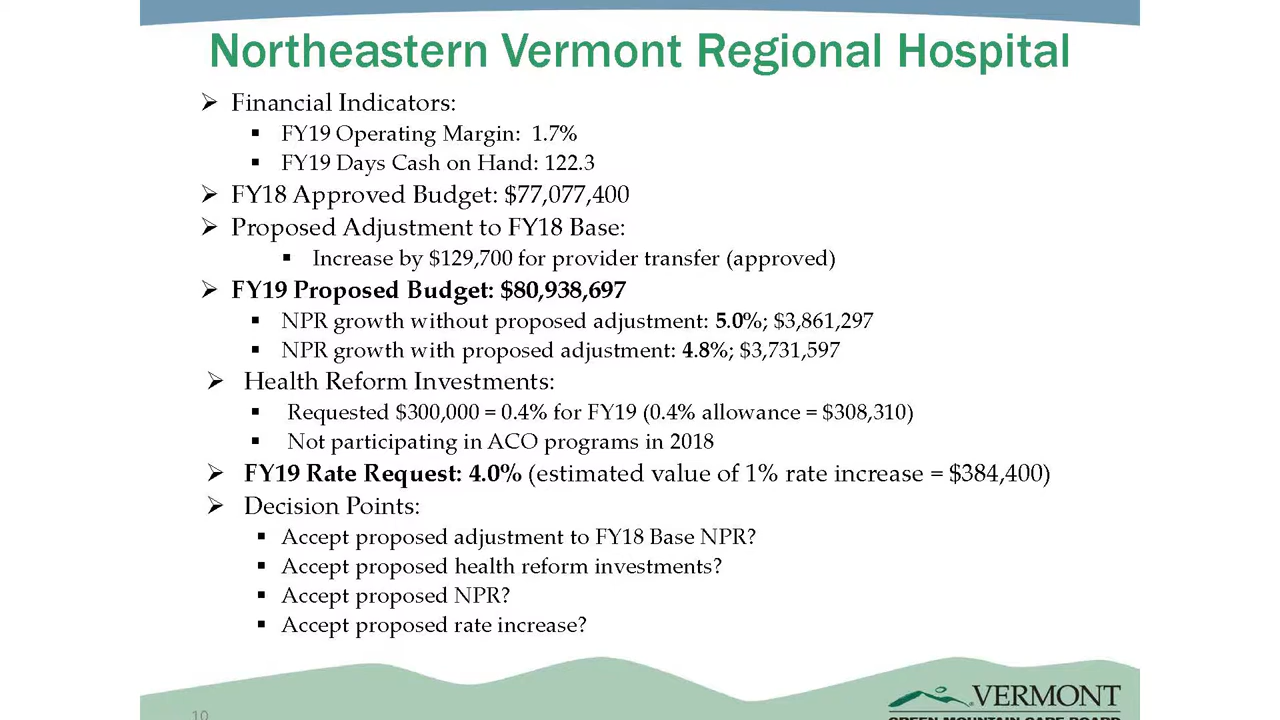 Northeastern Vermont Regional Hospital
➢ Financial Indicators:
▪ FY19 Operating Margin: 1.7%
▪ FY19 Days Cash on Hand: 122.3
➢ FY18 Approved Budget: $77,077,400
➢ Proposed Adjustment to FY18 Base:
▪ Increase by $129,700 for provider transfer (approved)
➢ FY19 Proposed Budget: $80,938,697
▪ NPR growth without proposed adjustment: 5.0%; $3,861,297
▪ NPR growth with proposed adjustment: 4.8%; $3,731,597
➢ Health Reform Investments:
▪ Requested $300,000 = 0.4% for FY19 (0.4% allowance = $308,310)
▪ Not participating in ACO programs in 2018
➢ FY19 Rate Request: 4.0% (estimated value of 1% rate increase = $384,400)
➢ Decision Points:
▪ Accept proposed adjustment to FY18 Base NPR?
▪ Accept proposed health reform investments?
▪ Accept proposed NPR?
▪ Accept proposed rate increase?
10
VERMONT
GREEN MOUNTAIN CARE BOARD